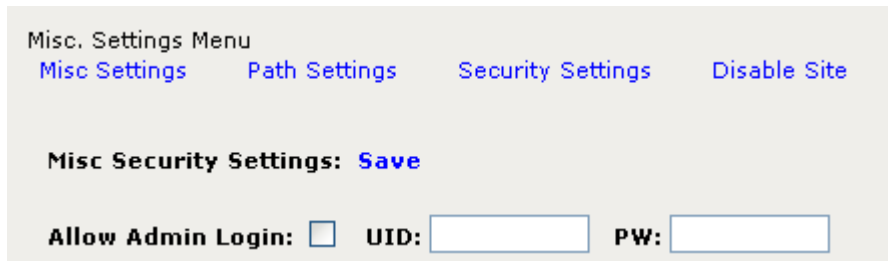 Misc. Settings Menu
Misc Settings Path Settings Security Settings Disable Site
Misc Security Settings: Save
Allow Admin Login: UID: PW: